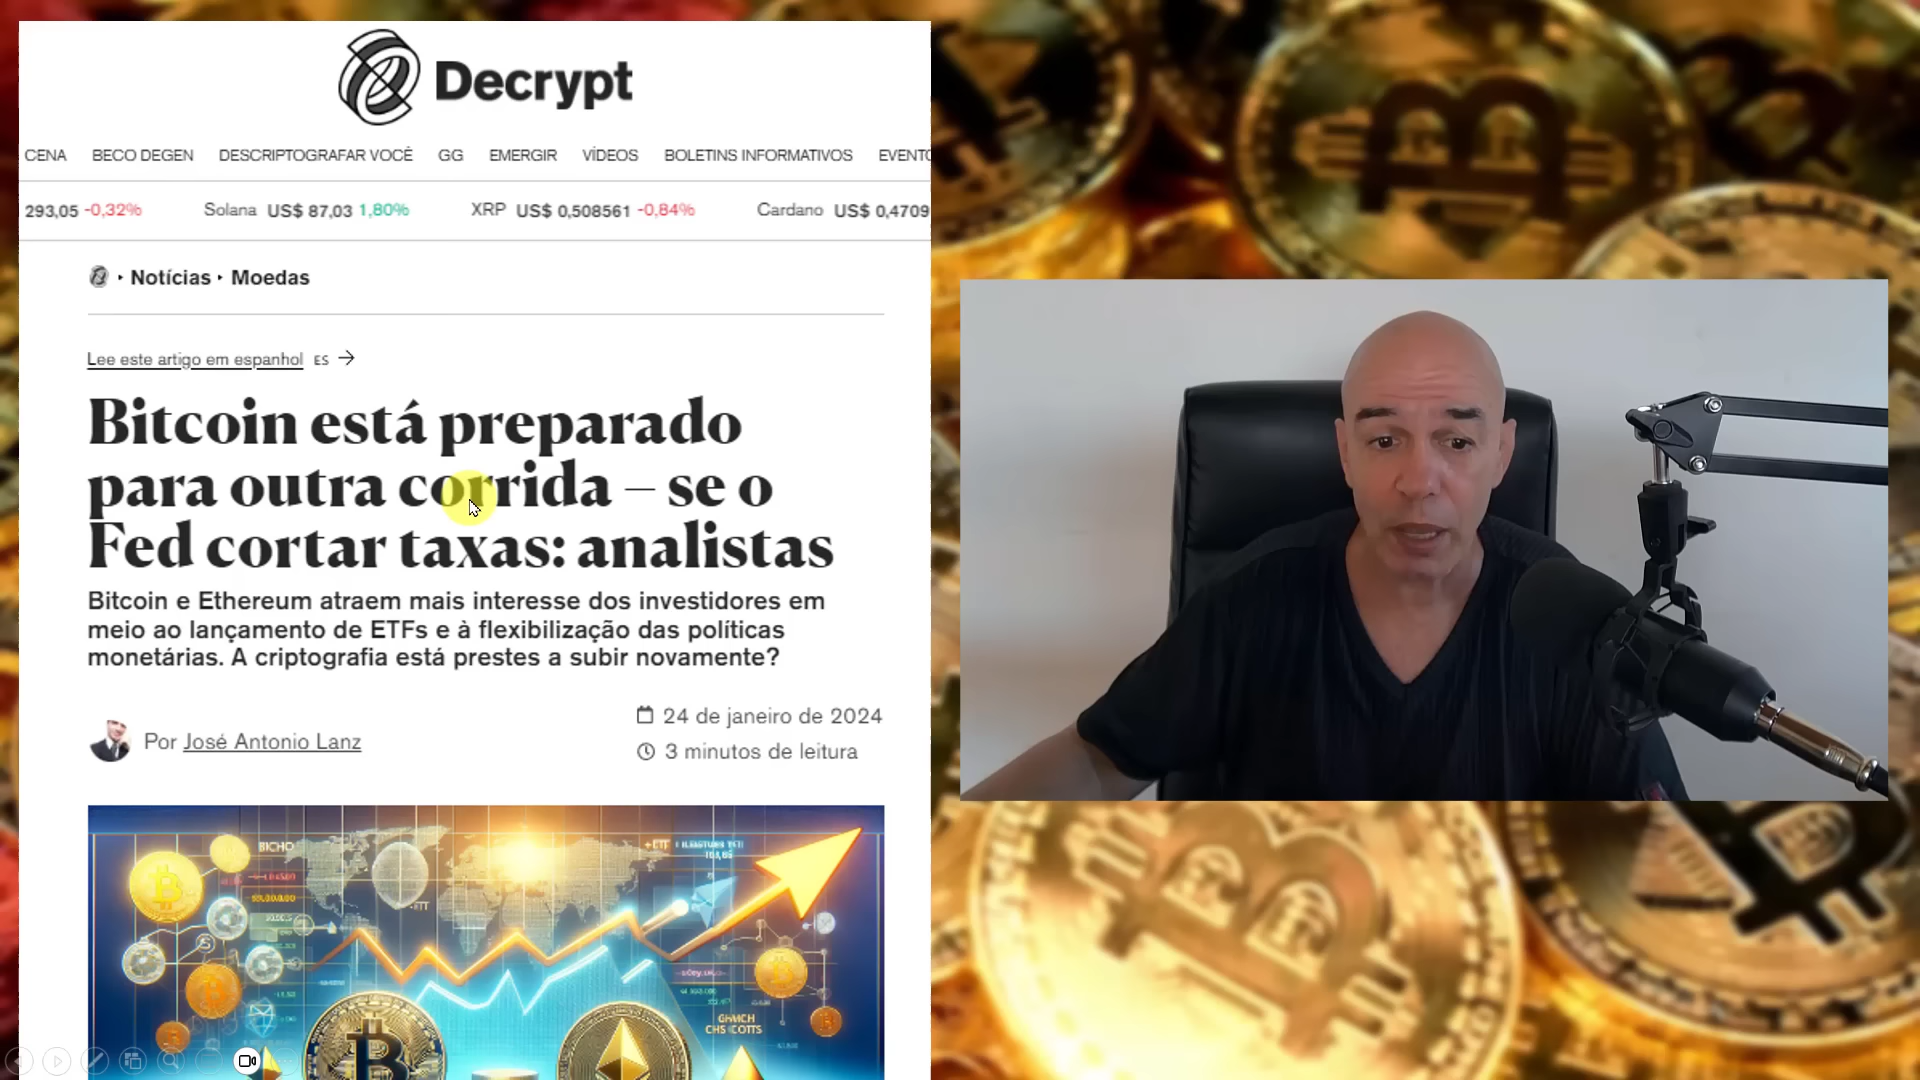 Decrypt
CENA BECO DEGEN DESCRIPTOGRAFAR VOCÊ GG EMERGIR VÍDEOS BOLETINS INFORMATIVOS EVENTO
293,05 -0,32% Solana US$ 87,03 1,80% XRP US$ 0,508561 -0,84% Cardano US$ 0,4709
Notícias Moedas
Lee este artigo em espanhol ES
Bitcoin está preparado
para outra corrida – se o
Fed cortar taxas: analistas
Bitcoin e Ethereum atraem mais interesse dos investidores em
meio ao lançamento de ETFs e à flexibilização das políticas
monetárias. A criptografia está prestes a subir novamente?
Por José Antonio Lanz
24 de janeiro de 2024
3 minutos de leitura
BICHO